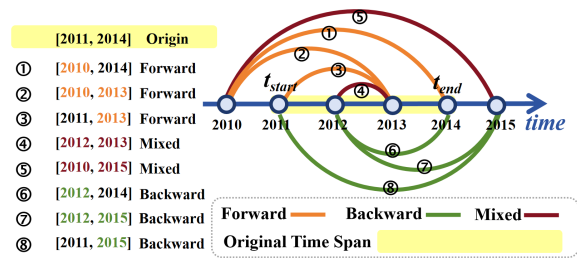 [2011, 2014] Origin
① [2010, 2014] Forward
② [2010, 2013] Forward
③ [2011, 2013] Forward
④ [2012, 2013] Mixed
⑤ [2010, 2015] Mixed
⑥ [2012, 2014] Backward
⑦ [2012, 2015] Backward
⑧ [2011, 2015] Backward
⑤
①
②
③
④
t_start
t_end
2010 2011 2012 2013 2014 2015
time
⑥
⑦
⑧
Forward Backward Mixed
Original Time Span